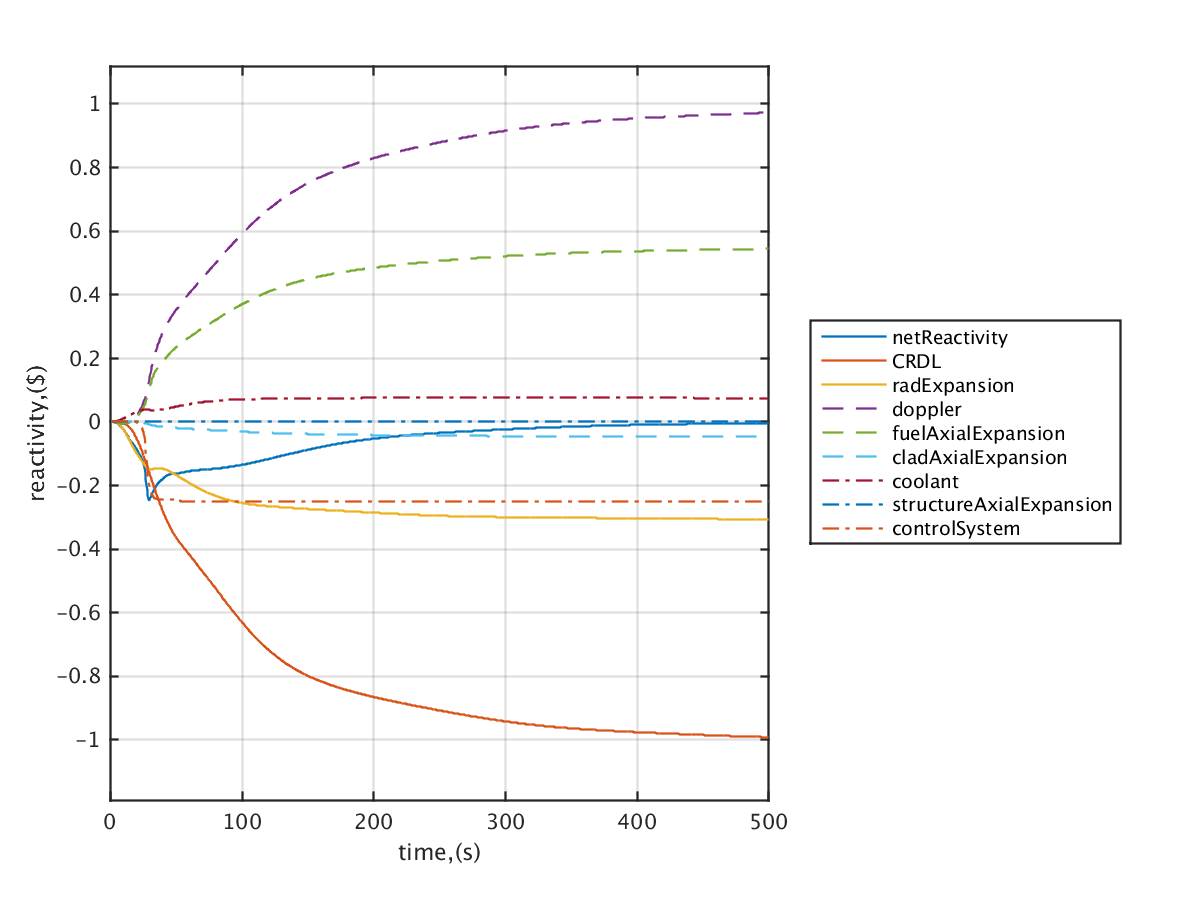 1
0.8
0.6
0.4
0.2
0
-0.2
-0.4
-0.6
-0.8
-1
reactivity,($)
0 100 200 300 400 500
time,(s)
netReactivity
CRDL
radExpansion
doppler
fuelAxialExpansion
cladAxialExpansion
coolant
structureAxialExpansion
controlSystem